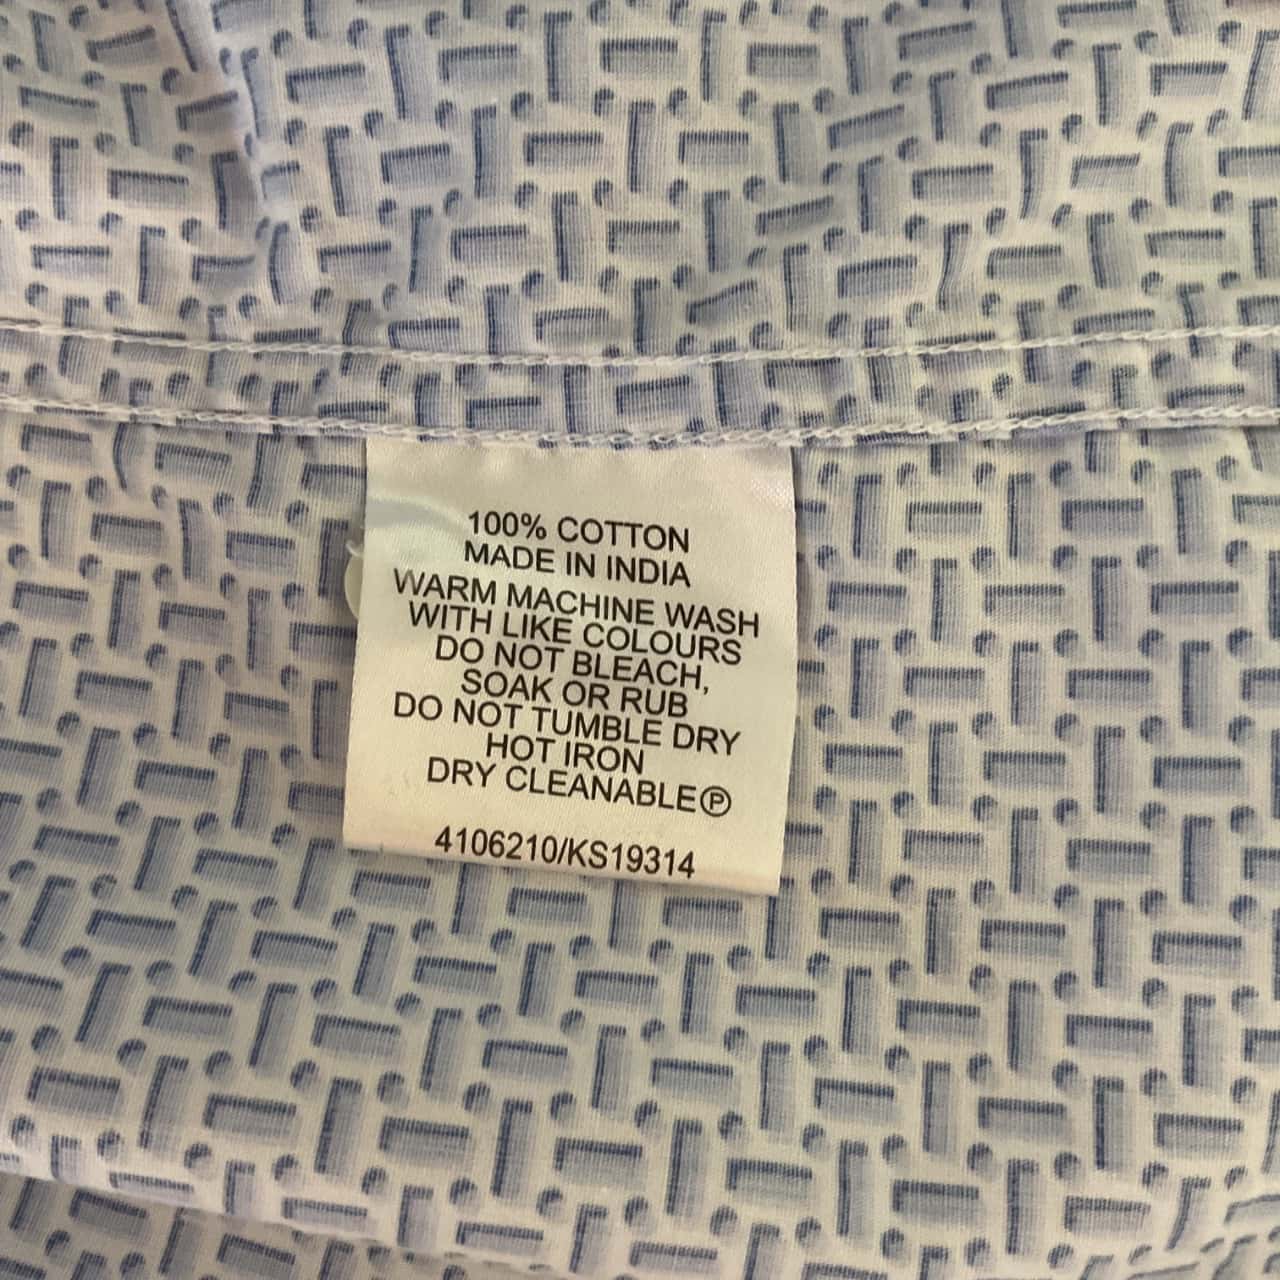 100% COTTON
MADE IN INDIA
WARM MACHINE WASH
WITH LIKE COLOURS
DO NOT BLEACH,
SOAK OR RUB
DO NOT TUMBLE DRY
HOT IRON
DRY CLEANABLEⓅ
4106210/KS19314